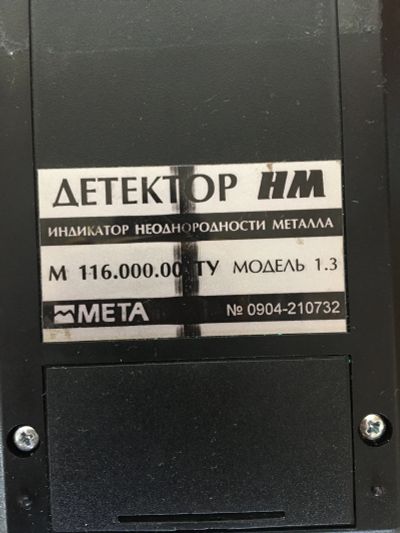 ДЕТЕКТОР НМ
ИНДИКАТОР НЕОДНОРОДНОСТИ МЕТАЛЛА
М 116.000.00 ТУ МОДЕЛЬ 1.3
МЕТА № 0904-210732